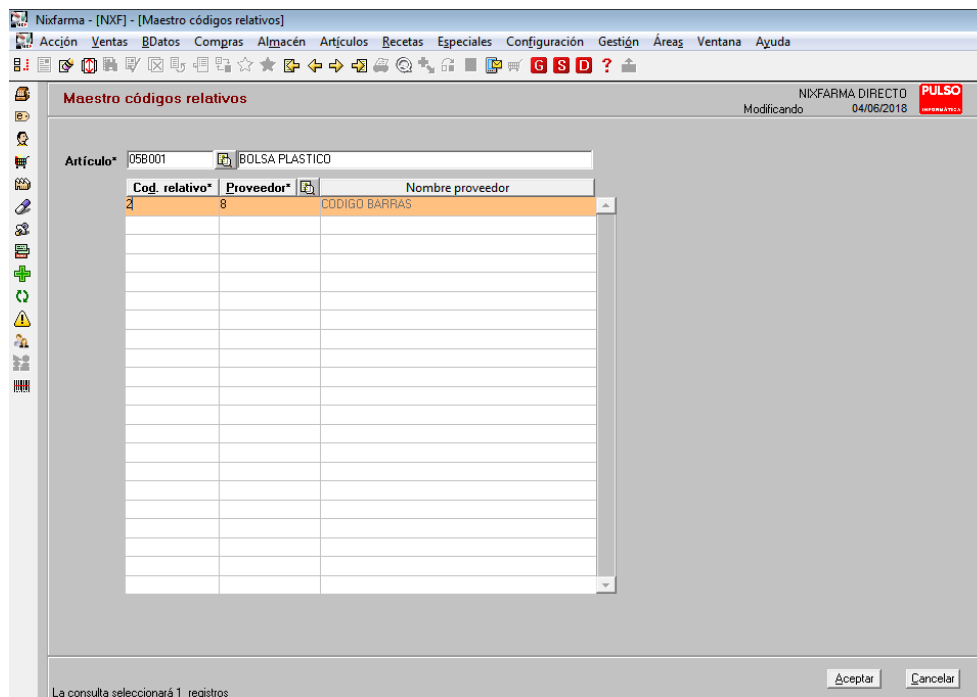 Nixfarma - [NXF] - [Maestro códigos relativos]
Acción Ventas BDatos Compras Almacén Artículos Recetas Especiales Configuración Gestión Áreas Ventana Ayuda
G S D ?
Maestro códigos relativos NIXFARMA DIRECTO PULSO
Modificando 04/06/2018 INFORMÁTICA
Artículo* 05B001 BOLSA PLASTICO
Cod. relativo* Proveedor* Nombre proveedor
2 8 CODIGO BARRAS
Aceptar Cancelar
La consulta seleccionará 1 registros